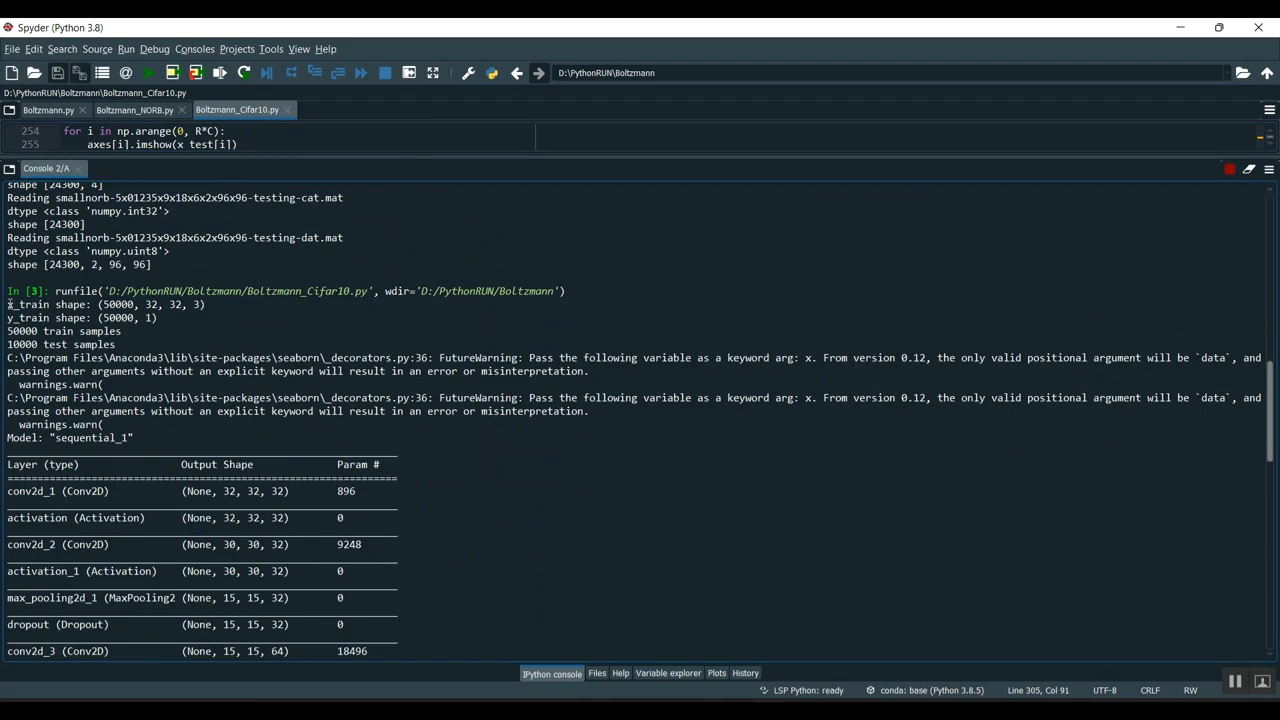 Spyder (Python 3.8)
File Edit Search Source Run Debug Consoles Projects Tools View Help
D:\PythonRUN\Boltzmann
D:\PythonRUN\Boltzmann\Boltzmann_Cifar10.py
Boltzmann.py Boltzmann_NORB.py Boltzmann_Cifar10.py
254 for i in np.arange(0, R*C):
255 axes[i].imshow(x_test[i])
Console 2/A
shape [24300, 4]
Reading smallnorb-5x01235x9x18x6x2x96x96-testing-cat.mat
dtype <class 'numpy.int32'>
shape [24300]
Reading smallnorb-5x01235x9x18x6x2x96x96-testing-dat.mat
dtype <class 'numpy.uint8'>
shape [24300, 2, 96, 96]
In [3]: runfile('D:/PythonRUN/Boltzmann/Boltzmann_Cifar10.py', wdir='D:/PythonRUN/Boltzmann')
x_train shape: (50000, 32, 32, 3)
y_train shape: (50000, 1)
50000 train samples
10000 test samples
C:\Program Files\Anaconda3\lib\site-packages\seaborn\_decorators.py:36: FutureWarning: Pass the following variable as a keyword arg: x. From version 0.12, the only valid positional argument will be `data`, and
passing other arguments without an explicit keyword will result in an error or misinterpretation.
warnings.warn(
C:\Program Files\Anaconda3\lib\site-packages\seaborn\_decorators.py:36: FutureWarning: Pass the following variable as a keyword arg: x. From version 0.12, the only valid positional argument will be `data`, and
passing other arguments without an explicit keyword will result in an error or misinterpretation.
warnings.warn(
Model: "sequential_1"
Layer (type) Output Shape Param #
conv2d_1 (Conv2D) (None, 32, 32, 32) 896
activation (Activation) (None, 32, 32, 32) 0
conv2d_2 (Conv2D) (None, 30, 30, 32) 9248
activation_1 (Activation) (None, 30, 30, 32) 0
max_pooling2d_1 (MaxPooling2 (None, 15, 15, 32) 0
dropout (Dropout) (None, 15, 15, 32) 0
conv2d_3 (Conv2D) (None, 15, 15, 64) 18496
IPython console Files Help Variable explorer Plots History
LSP Python: ready conda: base (Python 3.8.5) Line 305, Col 91 UTF-8 CRLF RW